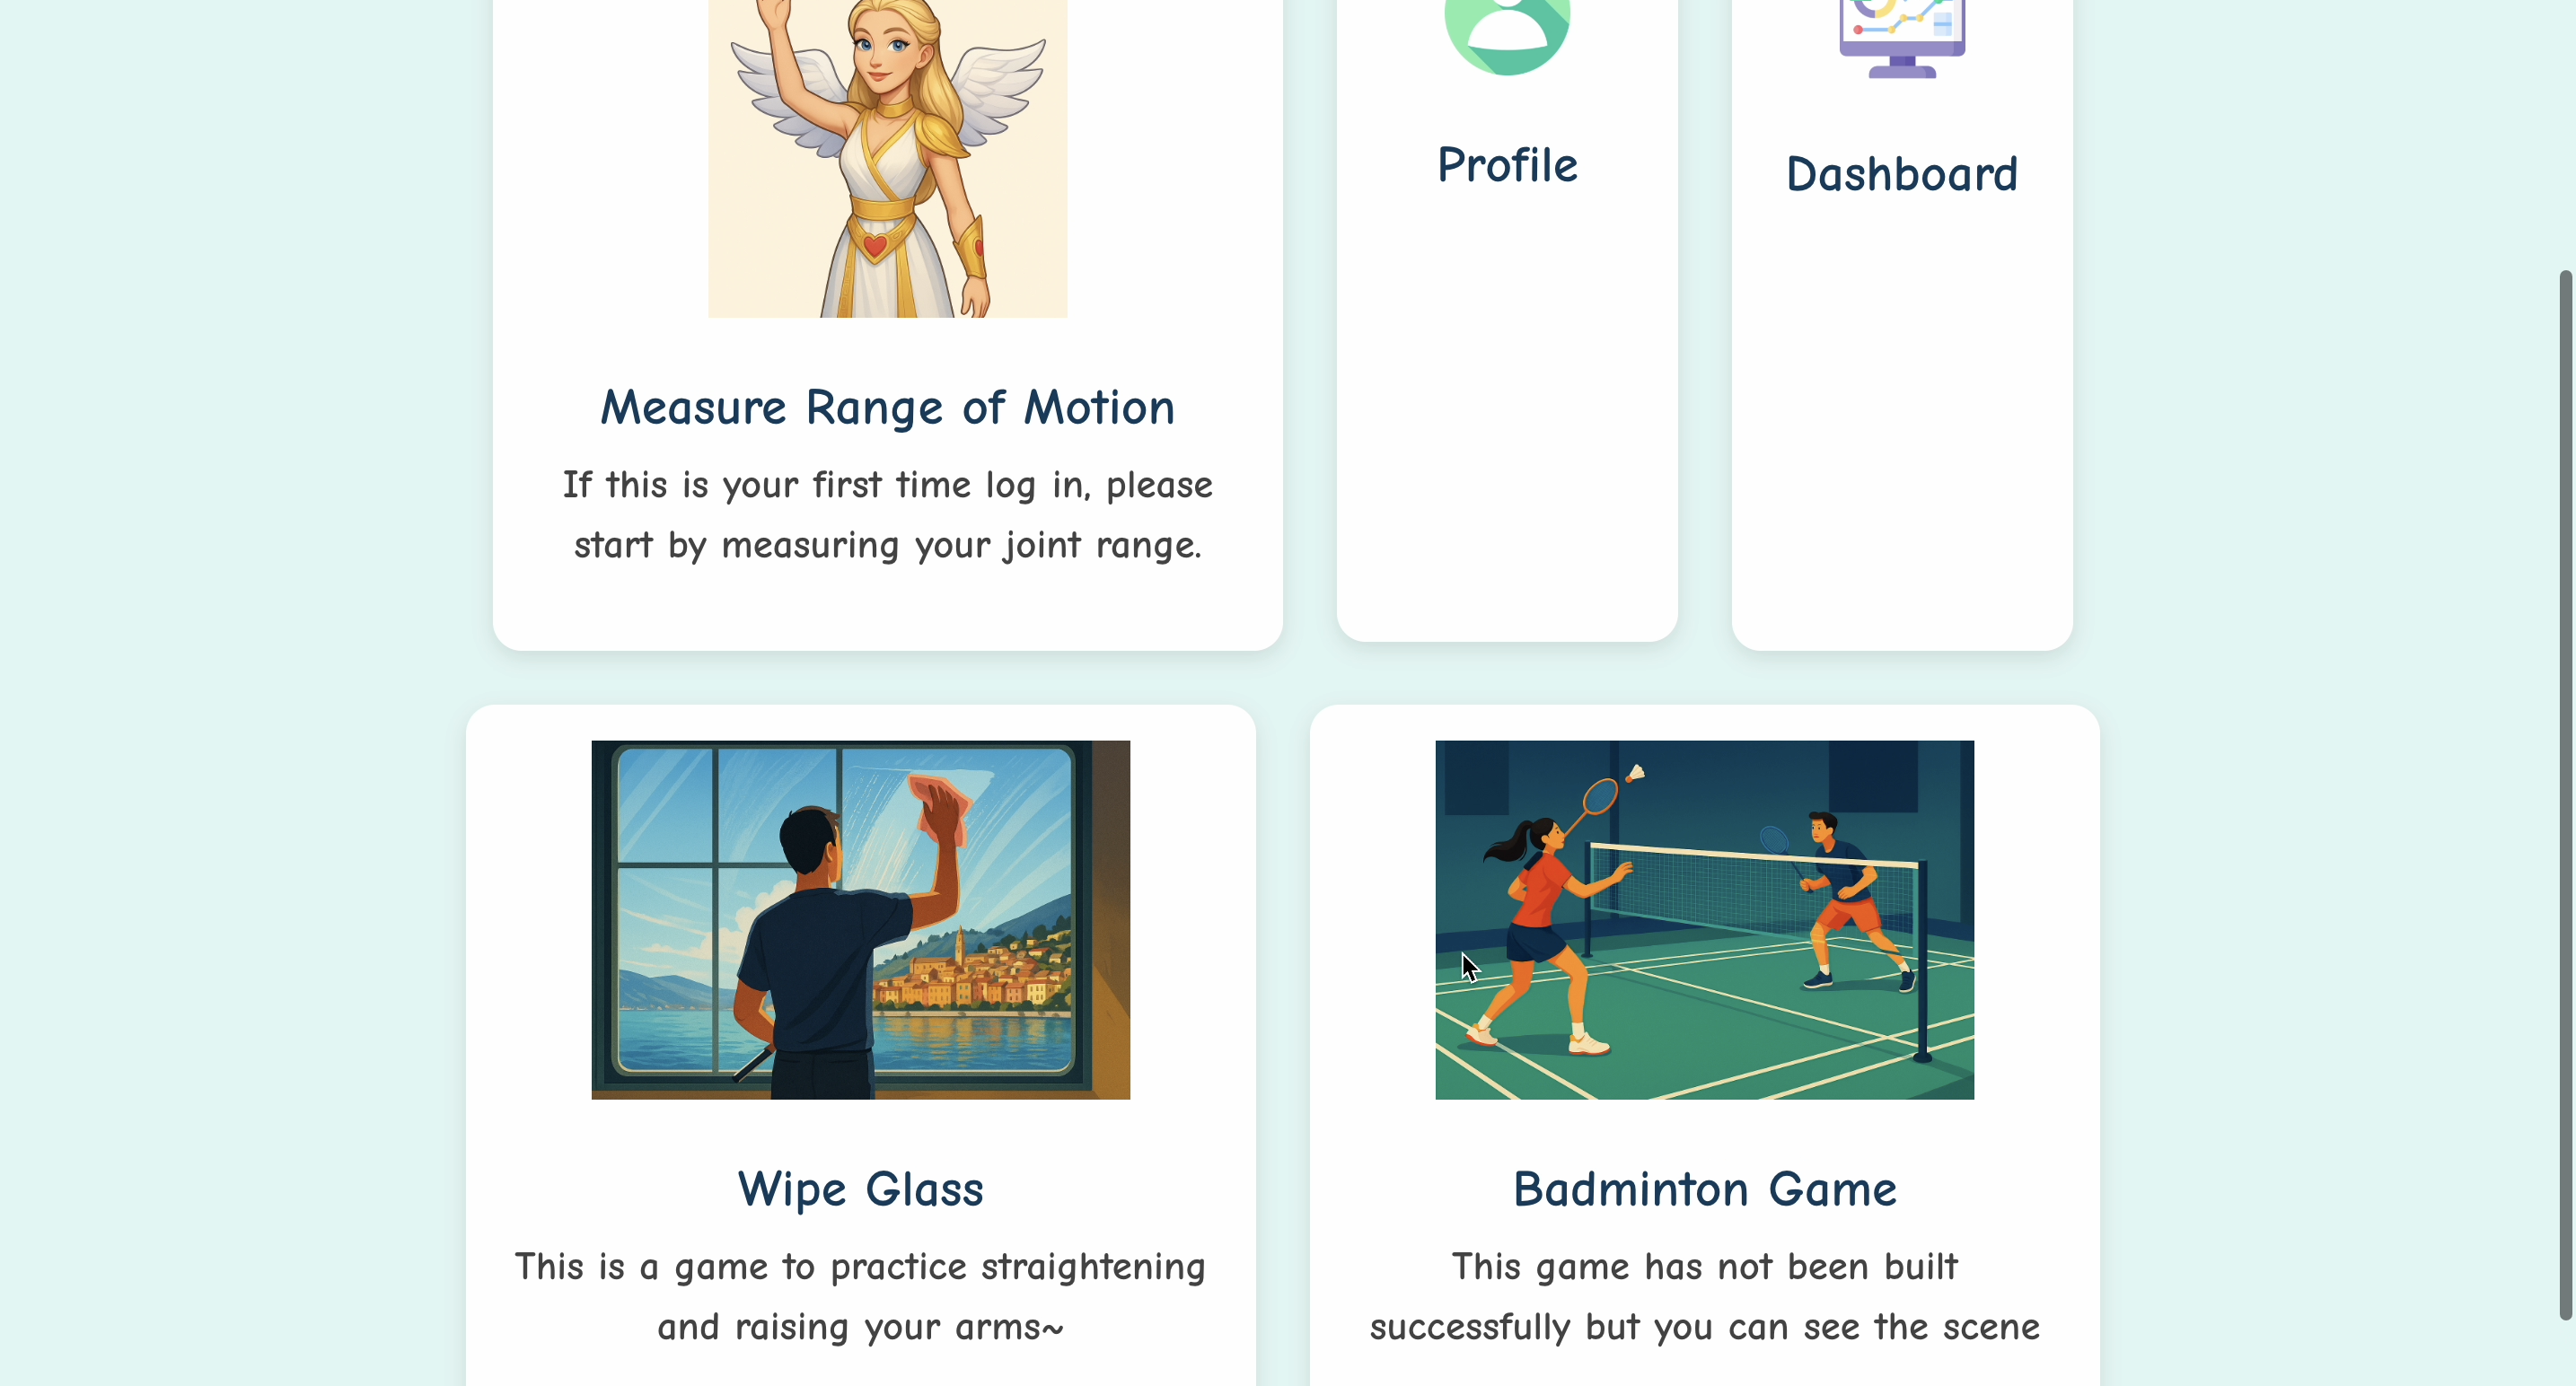 Profile
Dashboard
Measure Range of Motion
If this is your first time log in, please
start by measuring your joint range.
Wipe Glass
This is a game to practice straightening
and raising your arms~
Badminton Game
This game has not been built
successfully but you can see the scene